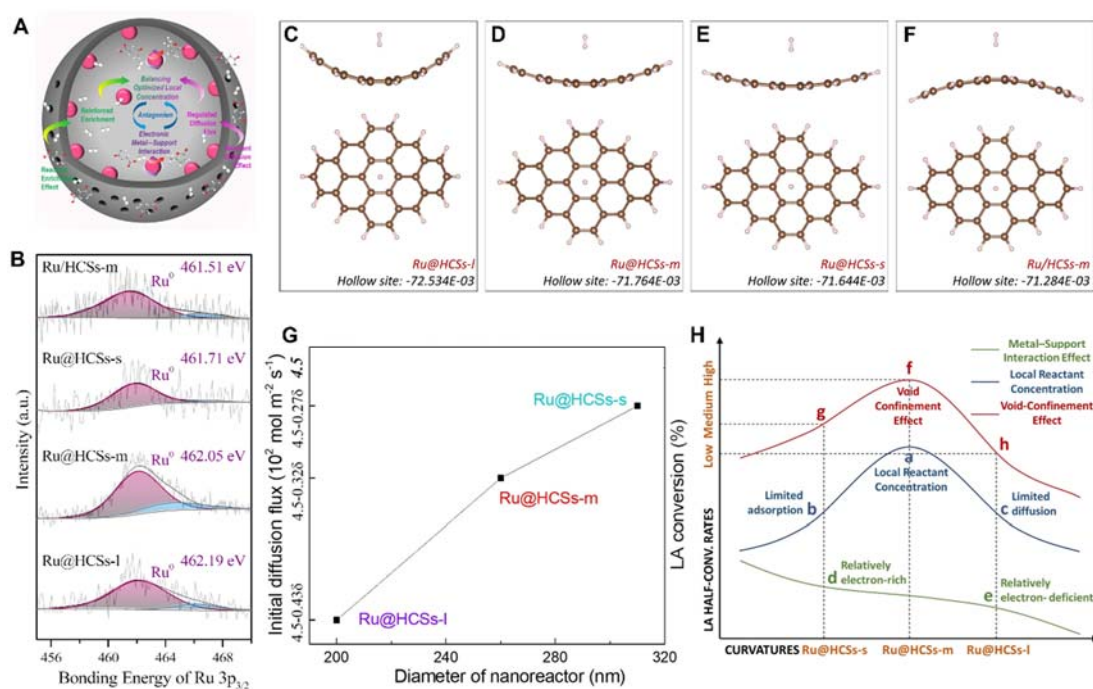 A
Balancing
Optimized Local
Concentration
Reinforced
Enrichment
Antagonism
Regulated
Diffusion
Flux
Electronic
Metal—Support
Interaction
Enrichment
Effect
Effect
B
Ru/HCSs-m
461.51 eV
Ru⁰
Ru@HCSs-s
461.71 eV
Ru⁰
Ru@HCSs-m
462.05 eV
Ru⁰
Ru@HCSs-l
462.19 eV
Ru⁰
Intensity (a.u.)
456 460 464 468
Bonding Energy of Ru 3p3/2
C
Ru@HCSs-l
Hollow site: -72.534E-03
D
Ru@HCSs-m
Hollow site: -71.764E-03
E
Ru@HCSs-s
Hollow site: -71.644E-03
F
Ru/HCSs-m
Hollow site: -71.284E-03
G
Initial diffusion flux (10² mol m⁻² s⁻¹)
4.5
4.5-0.276
4.5-0.326
4.5-0.436
Ru@HCSs-s
Ru@HCSs-m
Ru@HCSs-l
LA conversion (%)
200 240 280 320
Diameter of nanoreactor (nm)
H
Metal–Support
Interaction Effect
Local Reactant
Concentration
Void-Confinement
Effect
LA HALF-CONV. RATES
Low Medium High
f
Void
Confinement
Effect
g
h
a
Local Reactant
Concentration
Limited
adsorption b
c Limited
diffusion
d Relatively
electron-rich
e Relatively
electron- deficient
CURVATURES Ru@HCSs-s Ru@HCSs-m Ru@HCSs-l